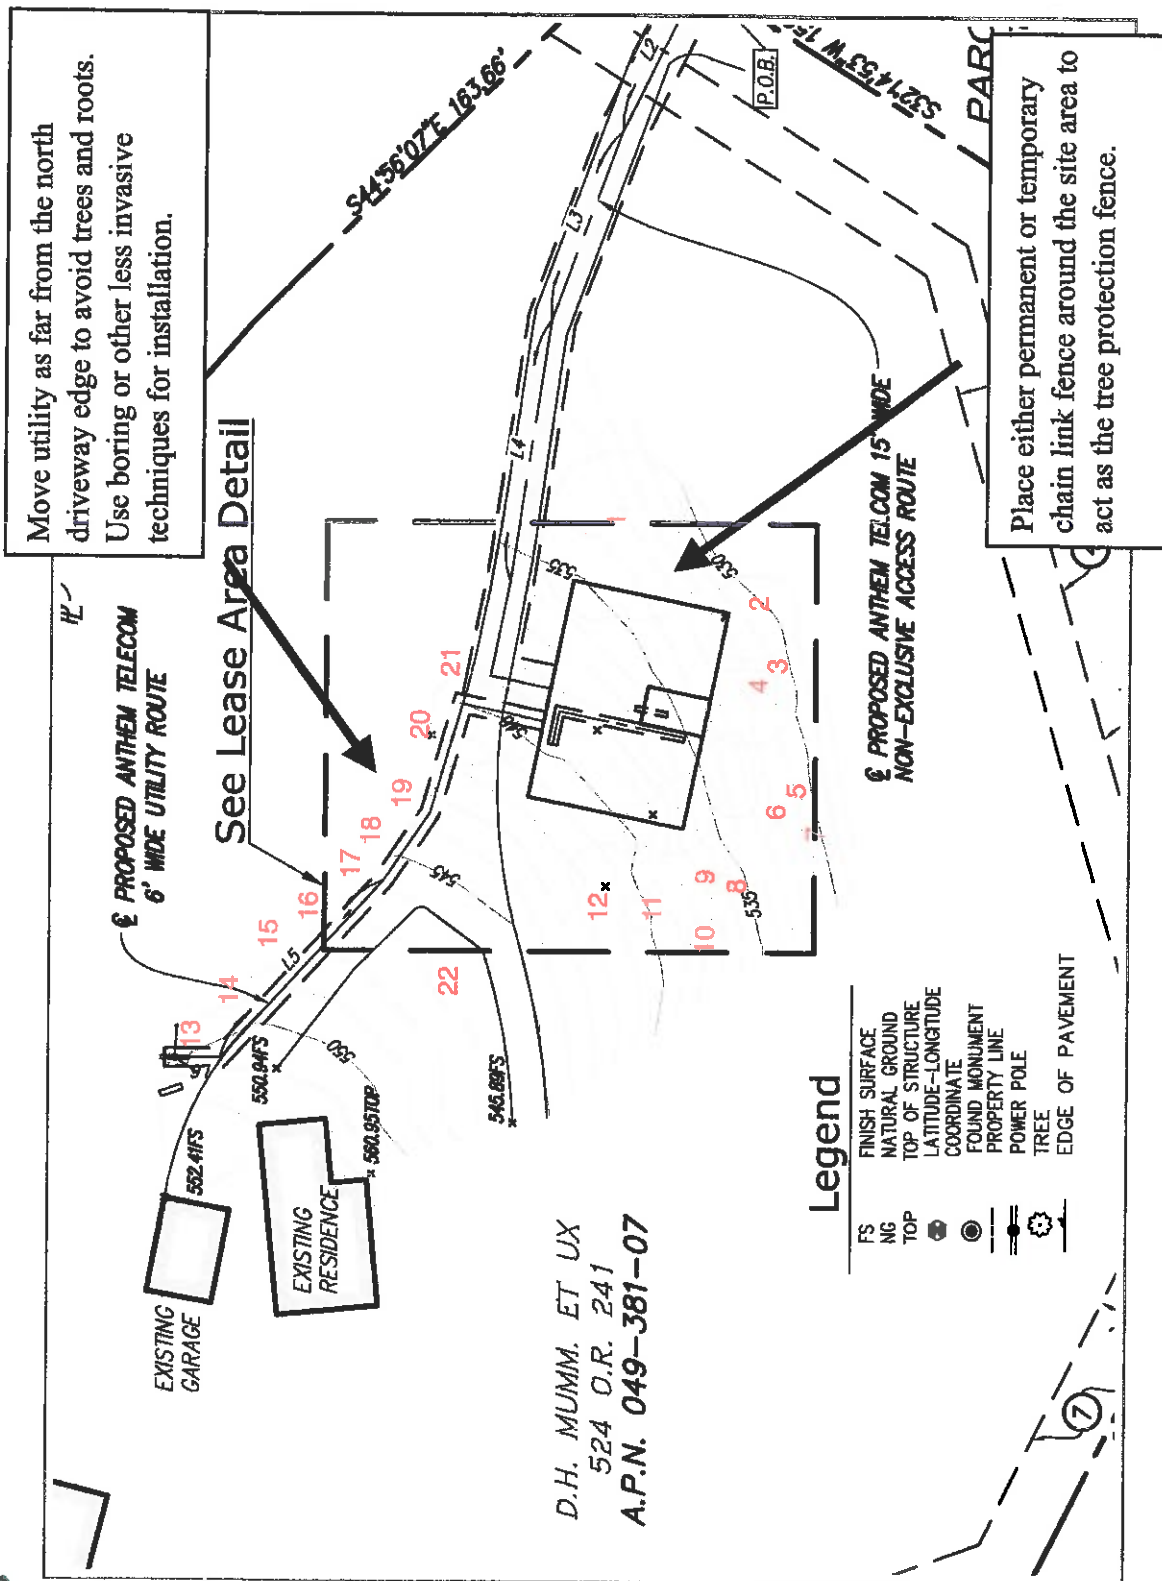 Move utility as far from the north
driveway edge to avoid trees and roots.
Use boring or other less invasive
techniques for installation.
S44°56'07"E 163.66'
L2
P.O.B.
S32°14'53"W
Place either permanent or temporary
chain link fence around the site area to
act as the tree protection fence.
L3
L4
See Lease Area Detail
℄ PROPOSED ANTHEM TELECOM
6' WIDE UTILITY ROUTE
℄ PROPOSED ANTHEM TELCOM 15' WIDE
NON-EXCLUSIVE ACCESS ROUTE
1
2
3
4
5
6
7
8
9
10
11
12
13
14
15
16
17
18
19
20
21
22
535
530
535
545
550
L5
552.41FS
550.94FS
560.95TOP
545.89FS
EXISTING
GARAGE
EXISTING
RESIDENCE
D.H. MUMM. ET UX
524 O.R. 241
A.P.N. 049-381-07
Legend
FS FINISH SURFACE
NG NATURAL GROUND
TOP TOP OF STRUCTURE
LATITUDE-LONGITUDE
COORDINATE
FOUND MONUMENT
PROPERTY LINE
POWER POLE
TREE
EDGE OF PAVEMENT
7